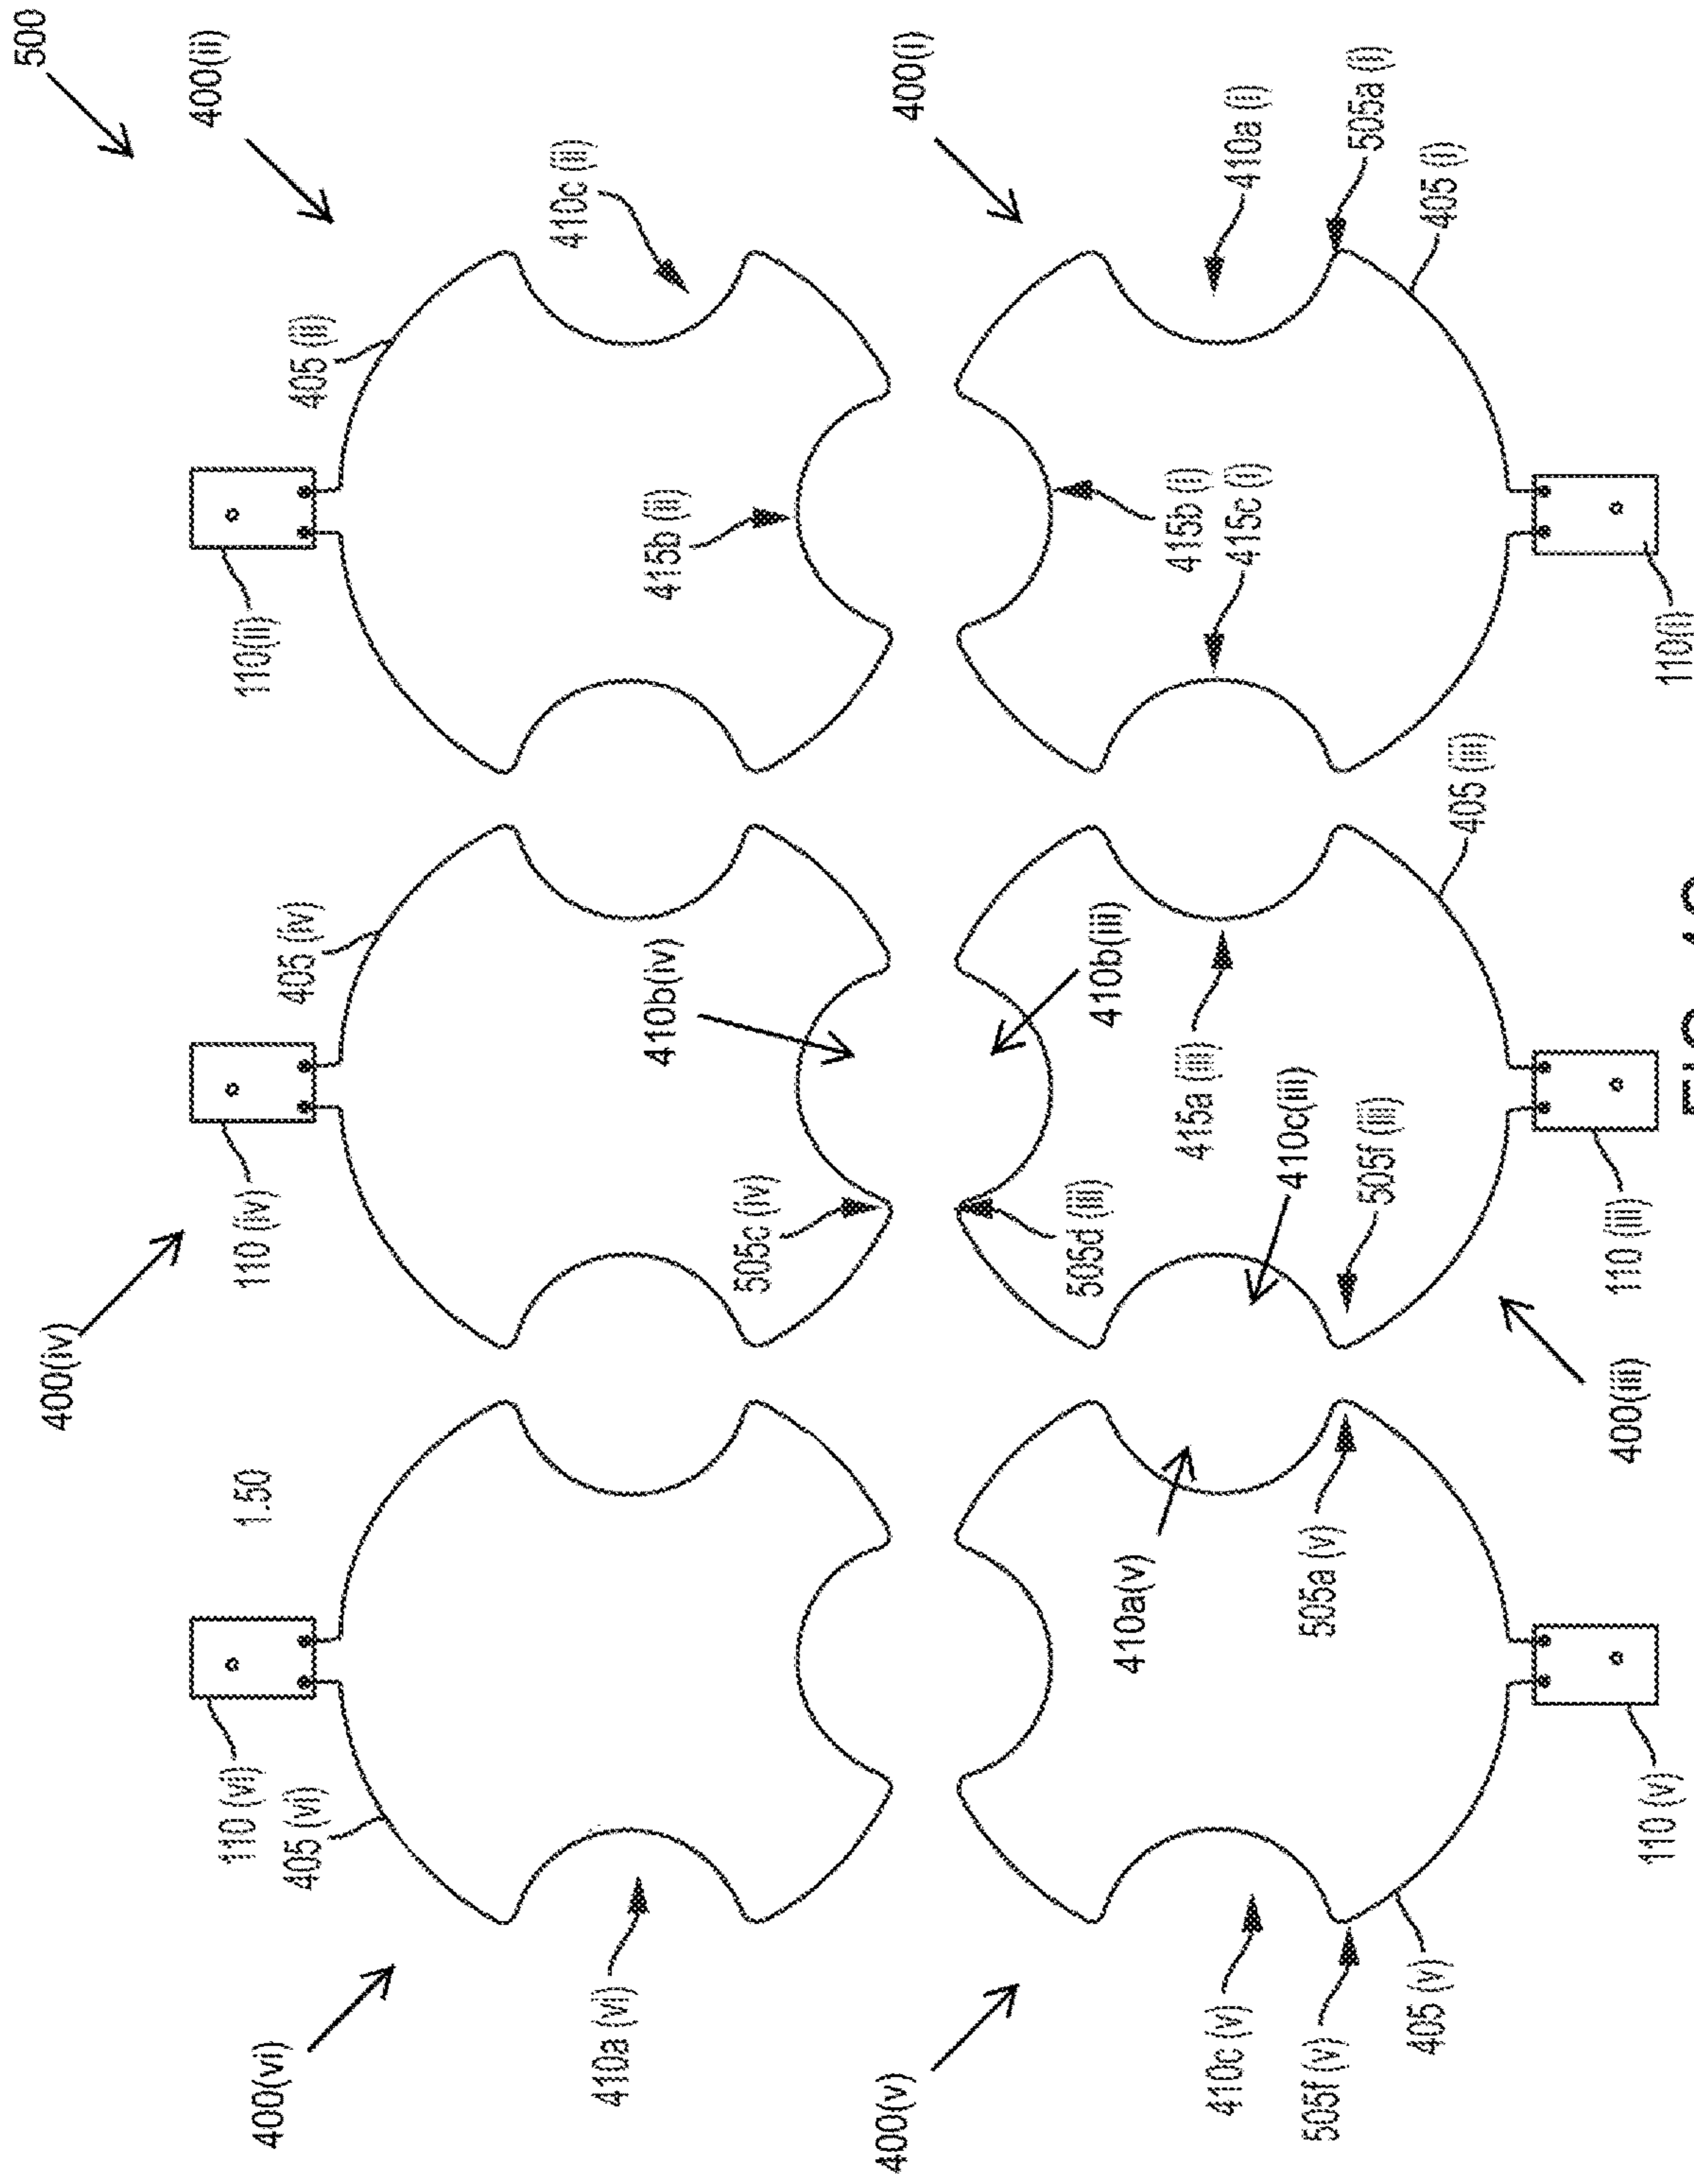 500
400(ii)
410c (ii)
405 (ii)
110(ii)
415b (ii)
400(i)
410a (i)
505a (i)
405 (i)
415b (i)
415c (i)
110(i)
400(iv)
405 (iv)
110 (iv)
410b(iv)
505c (iv)
410b(iii)
415a (iii)
405 (iii)
505d (iii)
410c(iii)
505f (iii)
110 (iii)
400(iii)
1.50
110 (vi)
405 (vi)
400(vi)
410a (vi)
410a(v)
505a (v)
110 (v)
400(v)
410c (v)
505f (v)
405 (v)